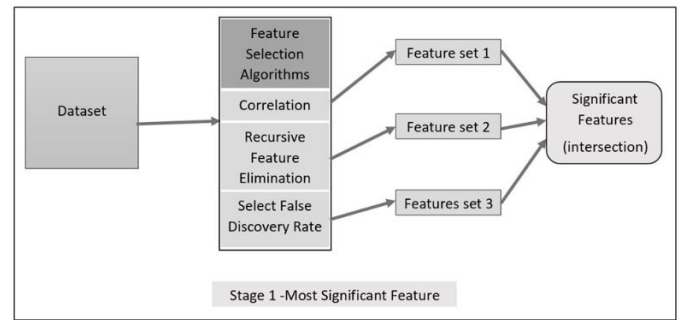 Dataset
Feature
Selection
Algorithms
Correlation
Recursive
Feature
Elimination
Select False
Discovery Rate
Feature set 1
Feature set 2
Features set 3
Significant
Features
(intersection)
Stage 1 -Most Significant Feature